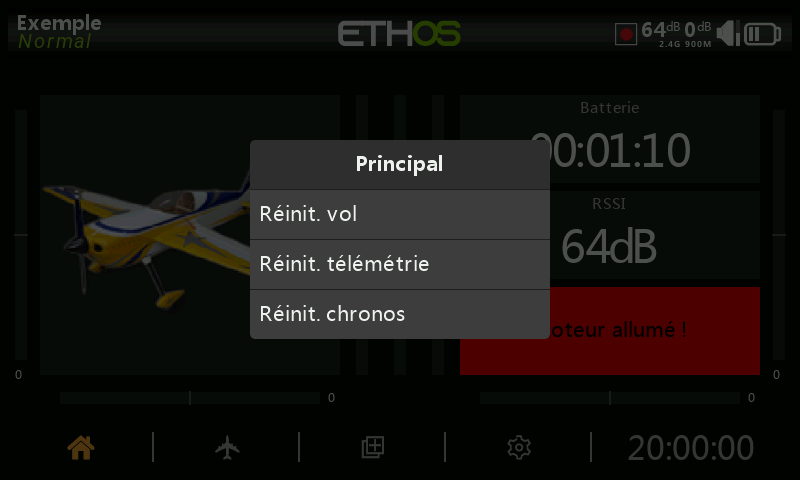 Exemple
Normal
ETHOS
64dB 0dB
2.4G 900M
Batterie
00:01:10
Principal
RSSI
Réinit. vol
64dB
Réinit. télémétrie
Réinit. chronos
allumé !
0
0
0
0
20:00:00